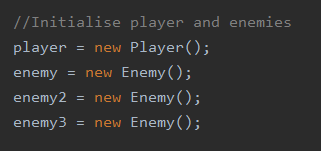 //Initialise player and enemies
player = new Player();
enemy = new Enemy();
enemy2 = new Enemy();
enemy3 = new Enemy();